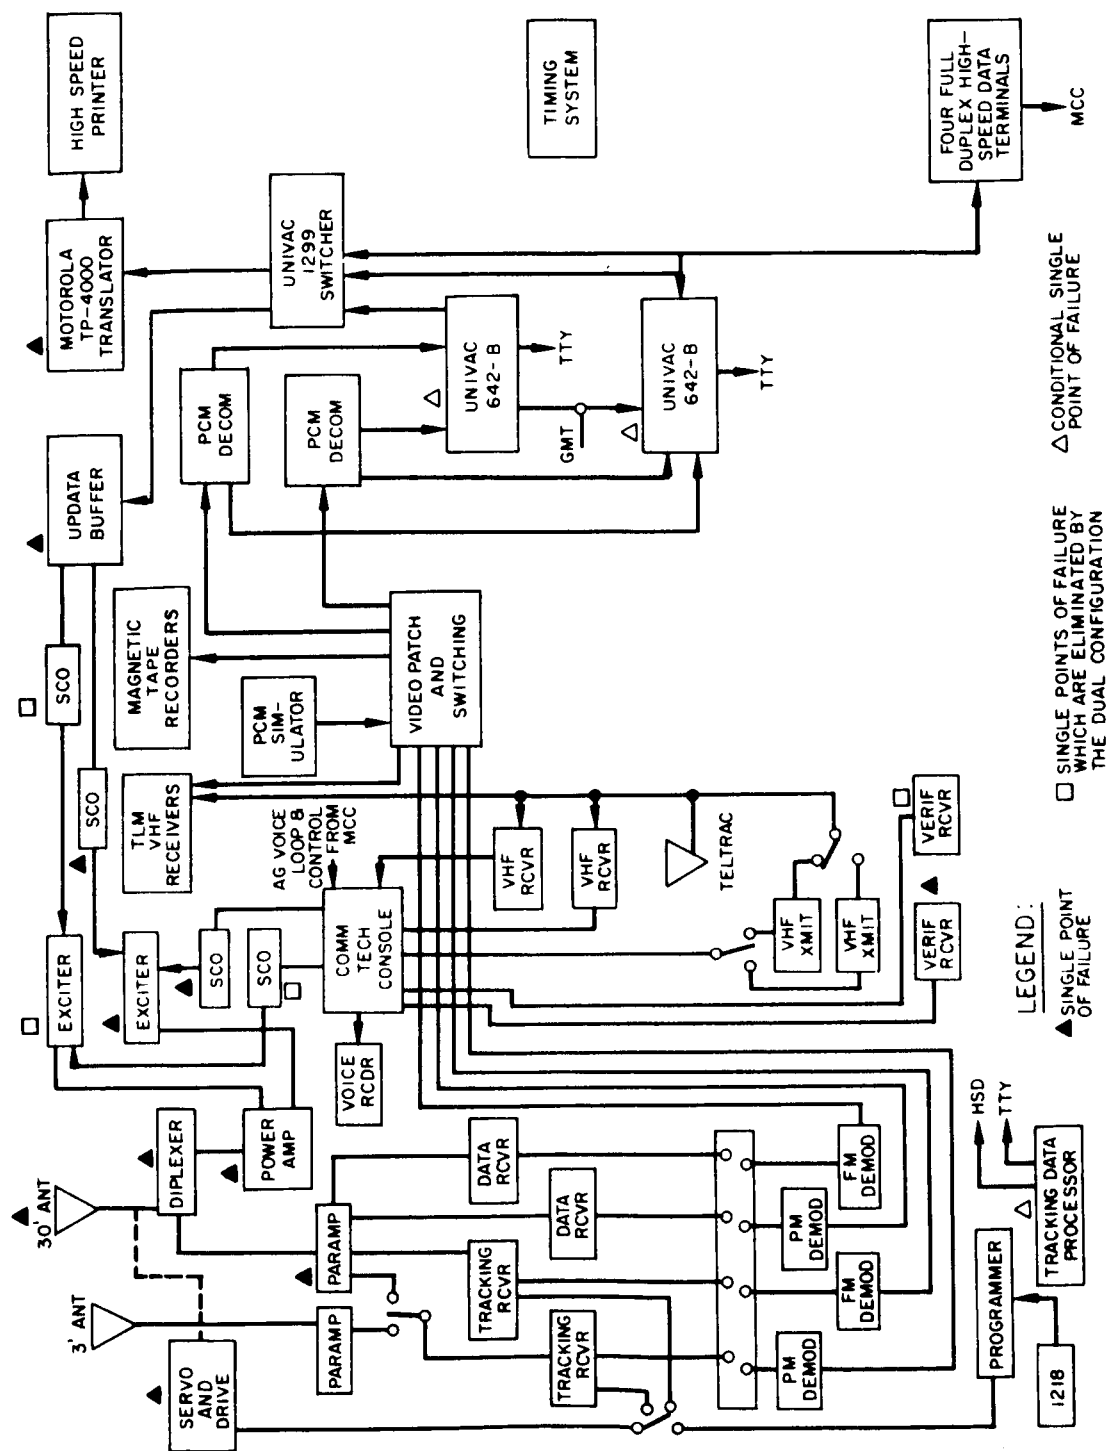 30' ANT
3' ANT
SERVO
AND
DRIVE
DIPLEXER
POWER
AMP
EXCITER
EXCITER
SCO
SCO
SCO
SCO
UPDATA
BUFFER
MOTOROLA
TP-4000
TRANSLATOR
HIGH SPEED
PRINTER
PARAMP
PARAMP
VOICE
RCDR
COMM
TECH
CONSOLE
AG VOICE
LOOP &
CONTROL
FROM
MCC
TLM
VHF
RECEIVERS
MAGNETIC
TAPE
RECORDERS
PCM
SIM-
ULATOR
VIDEO PATCH
AND
SWITCHING
PCM
DECOM
PCM
DECOM
UNIVAC
1299
SWITCHER
UNIVAC
642-B
TTY
GMT
UNIVAC
642-B
TTY
TIMING
SYSTEM
DATA
RCVR
DATA
RCVR
TRACKING
RCVR
TRACKING
RCVR
VHF
RCVR
VHF
RCVR
TELTRAC
VHF
XMIT
VHF
XMIT
VERIF
RCVR
VERIF
RCVR
FM
DEMOD
PM
DEMOD
FM
DEMOD
PM
DEMOD
HSD
TTY
TRACKING DATA
PROCESSOR
PROGRAMMER
1218
FOUR FULL
DUPLEX HIGH-
SPEED DATA
TERMINALS
MCC
LEGEND:
SINGLE POINT
OF FAILURE
SINGLE POINTS OF FAILURE
WHICH ARE ELIMINATED BY
THE DUAL CONFIGURATION
CONDITIONAL SINGLE
POINT OF FAILURE